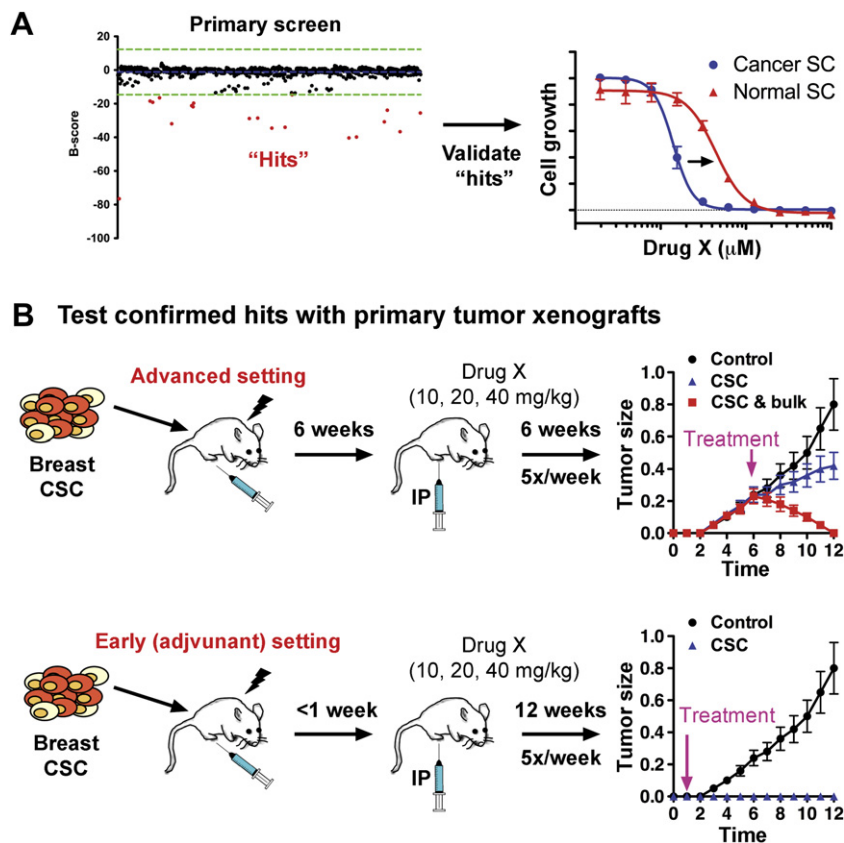 A
Primary screen
20
0
-20
-40
-60
-80
-100
B-score
“Hits”
Validate
“hits”
Cancer SC
Normal SC
Cell growth
Drug X (μM)
B Test confirmed hits with primary tumor xenografts
Advanced setting
Breast
CSC
6 weeks
Drug X
(10, 20, 40 mg/kg)
IP
6 weeks
5x/week
Control
CSC
CSC & bulk
Treatment
Tumor size
1.0
0.8
0.6
0.4
0.2
0.0
0 2 4 6 8 10 12
Time
Early (adjvunant) setting
Breast
CSC
<1 week
Drug X
(10, 20, 40 mg/kg)
IP
12 weeks
5x/week
Control
CSC
Treatment
Tumor size
1.0
0.8
0.6
0.4
0.2
0.0
0 2 4 6 8 10 12
Time